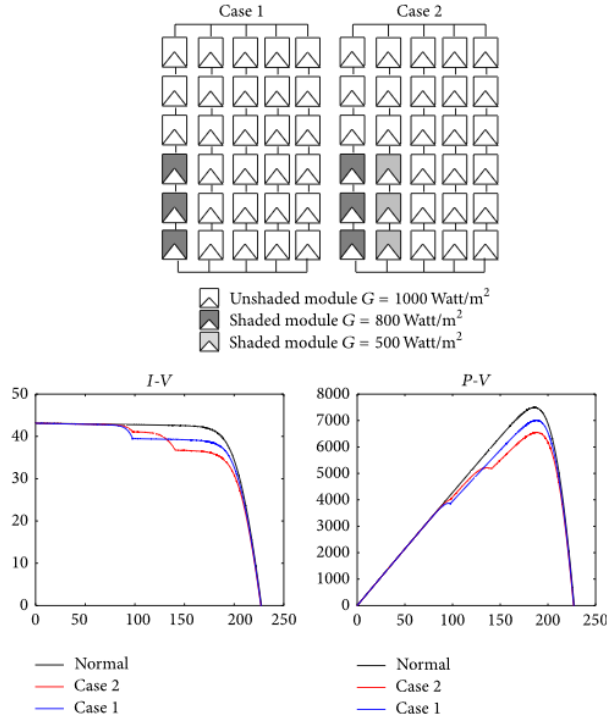 Case 1 Case 2
Unshaded module G = 1000 Watt/m²
Shaded module G = 800 Watt/m²
Shaded module G = 500 Watt/m²
I-V P-V
50
40
30
20
10
0
0 50 100 150 200 250
8000
7000
6000
5000
4000
3000
2000
1000
0
0 50 100 150 200 250
Normal
Case 2
Case 1
Normal
Case 2
Case 1